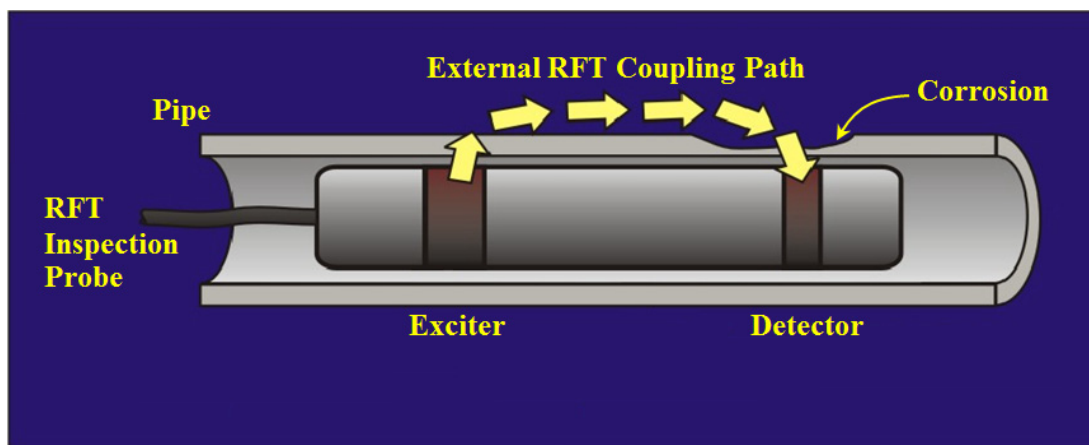 External RFT Coupling Path
Corrosion
Pipe
RFT
Inspection
Probe
Exciter
Detector